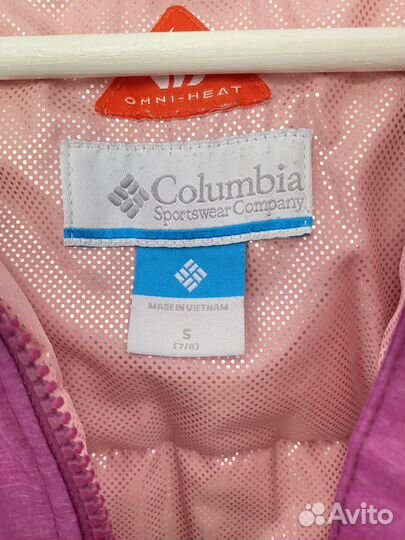 OMNI-HEAT
Columbia
Sportswear Company
MADE IN VIETNAM
S
(7/8)
Avito